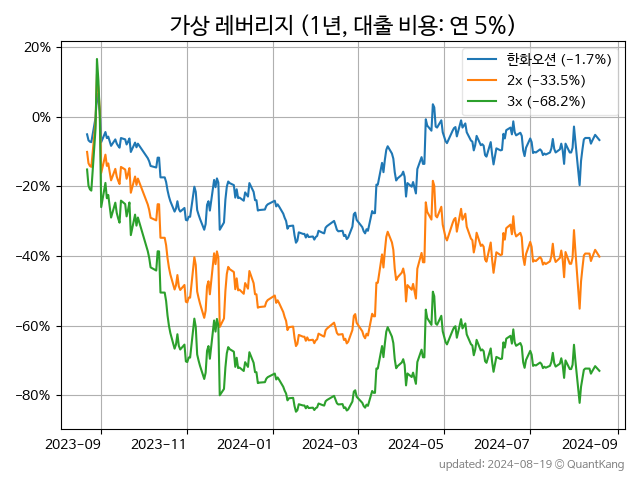 가상 레버리지 (1년, 대출 비용: 연 5%)
한화오션 (−1.7%)
2x (−33.5%)
3x (−68.2%)
20%
0%
−20%
−40%
−60%
−80%
2023-09 2023-11 2024-01 2024-03 2024-05 2024-07 2024-09
updated: 2024-08-19 © QuantKang